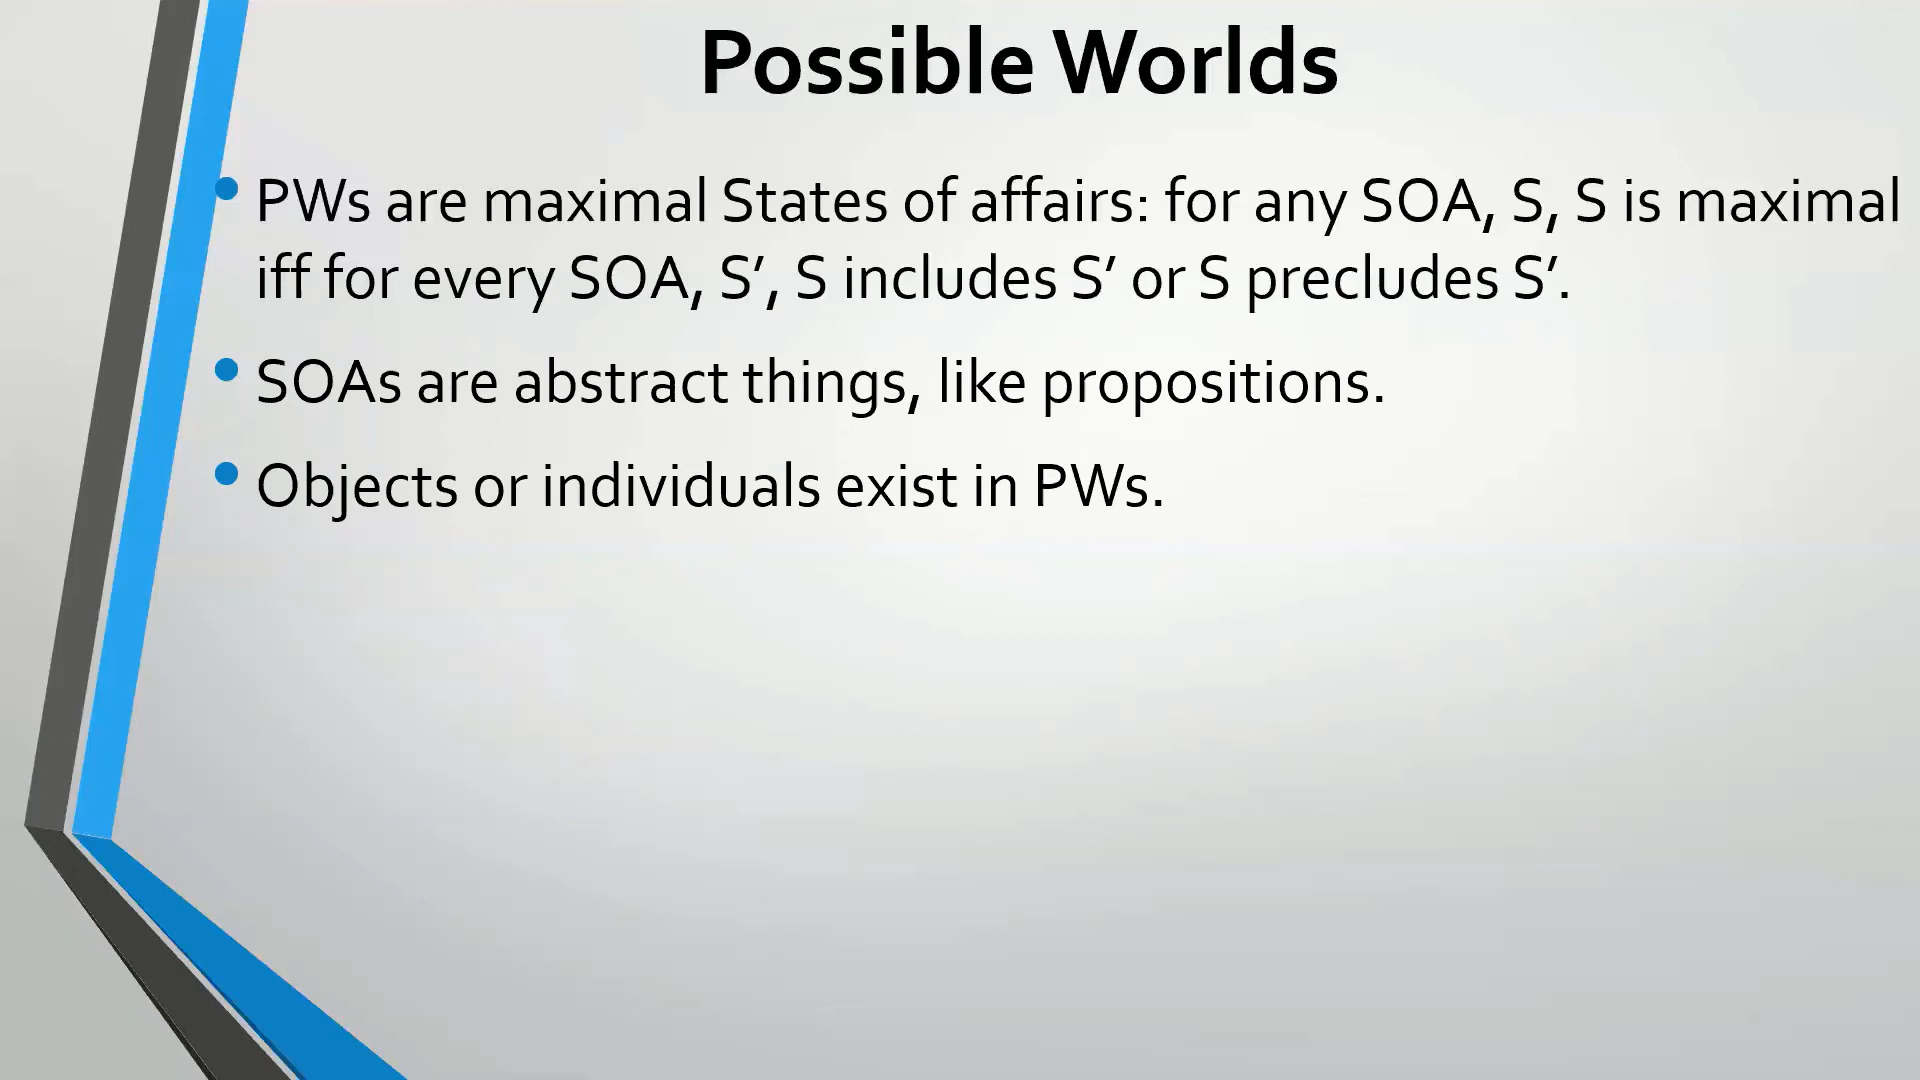 Possible Worlds
• PWs are maximal States of affairs: for any SOA, S, S is maximal
iff for every SOA, S′, S includes S′ or S precludes S′.
• SOAs are abstract things, like propositions.
• Objects or individuals exist in PWs.